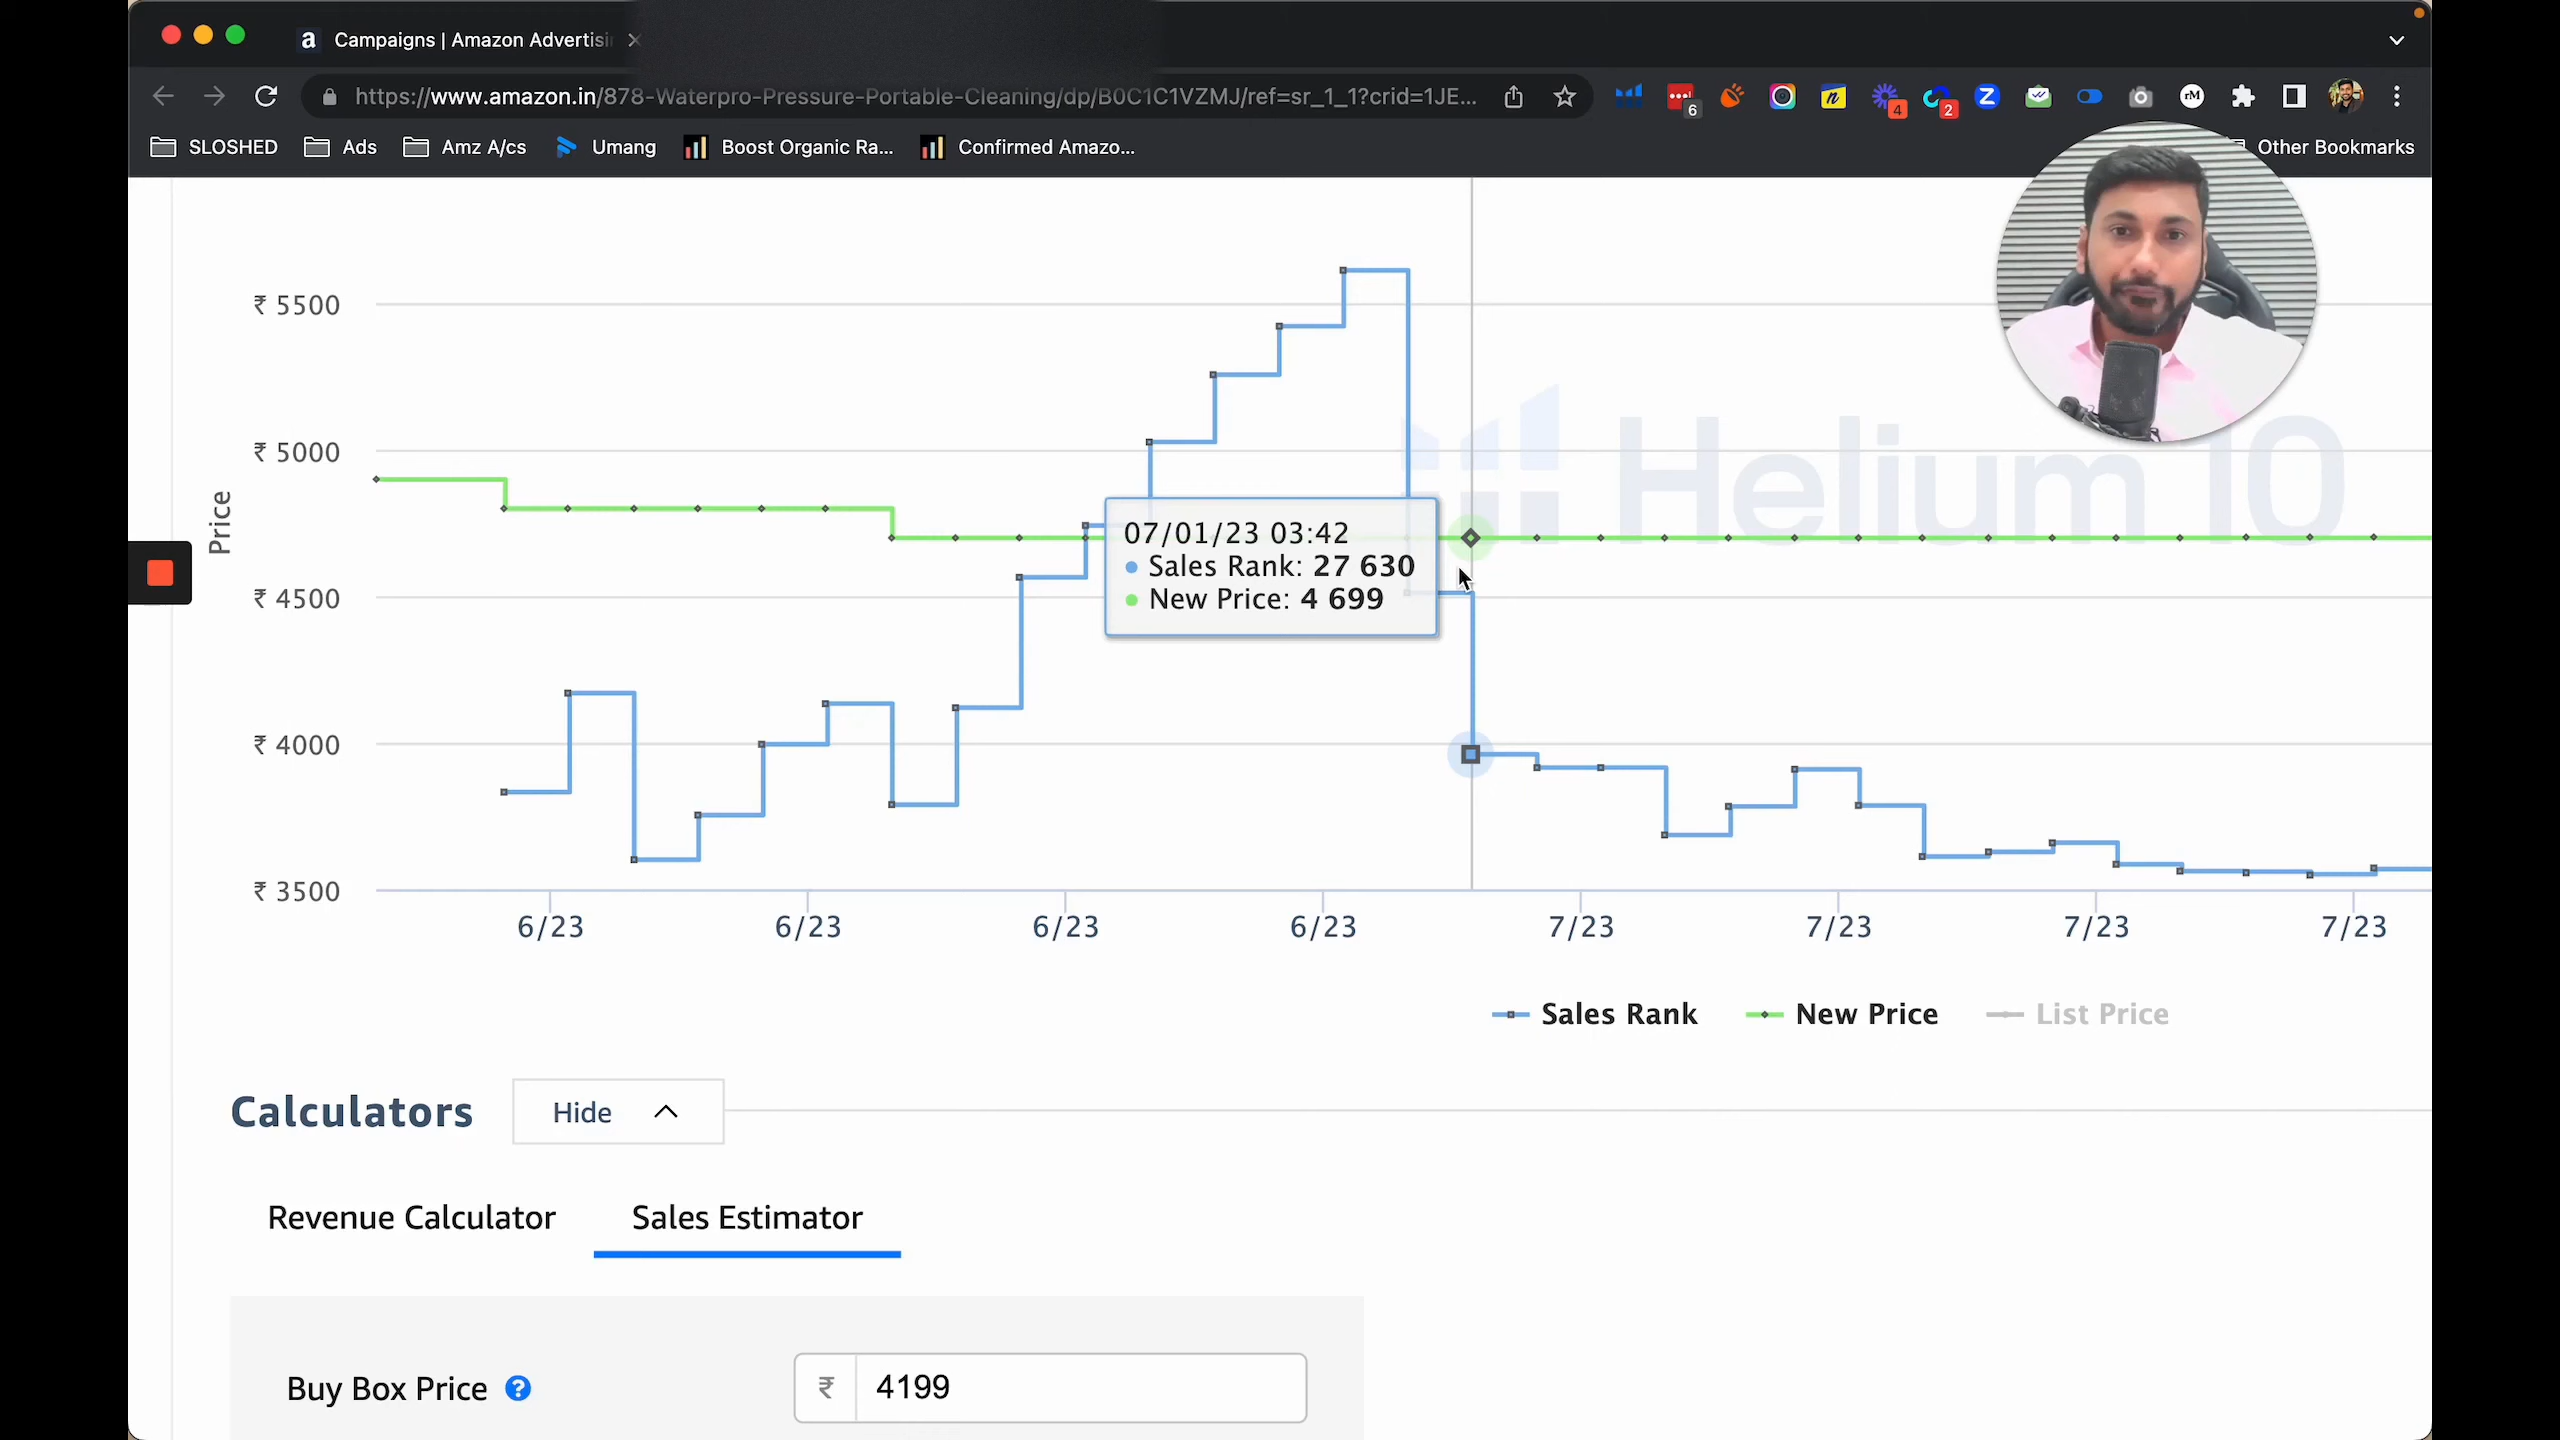 a Campaigns | Amazon Advertisi
https://www.amazon.in/878-Waterpro-Pressure-Portable-Cleaning/dp/B0C1C1VZMJ/ref=sr_1_1?crid=1JE...
6
n
4
2
Z
rM
SLOSHED
Ads
Amz A/cs
Umang
Boost Organic Ra...
Confirmed Amazo...
Other Bookmarks
Helium 10
Price
₹ 5500
₹ 5000
₹ 4500
₹ 4000
₹ 3500
07/01/23 03:42
Sales Rank: 27 630
New Price: 4 699
6/23 6/23 6/23 6/23 7/23 7/23 7/23 7/23
Sales Rank New Price List Price
Calculators Hide
Revenue Calculator Sales Estimator
Buy Box Price ? ₹ 4199